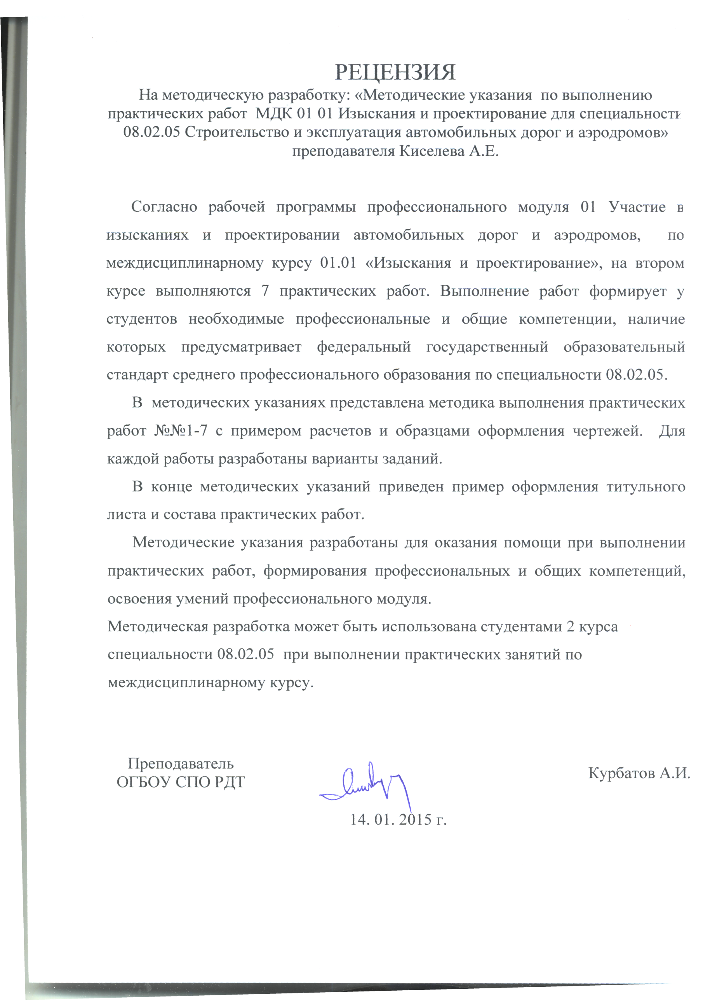 РЕЦЕНЗИЯ
На методическую разработку: «Методические указания по выполнению
практических работ МДК 01 01 Изыскания и проектирование для специальности
08.02.05 Строительство и эксплуатация автомобильных дорог и аэродромов»
преподавателя Киселева А.Е.
Согласно рабочей программы профессионального модуля 01 Участие в
изысканиях и проектировании автомобильных дорог и аэродромов, по
междисциплинарному курсу 01.01 «Изыскания и проектирование», на втором
курсе выполняются 7 практических работ. Выполнение работ формирует у
студентов необходимые профессиональные и общие компетенции, наличие
которых предусматривает федеральный государственный образовательный
стандарт среднего профессионального образования по специальности 08.02.05.
В методических указаниях представлена методика выполнения практических
работ №№1-7 с примером расчетов и образцами оформления чертежей. Для
каждой работы разработаны варианты заданий.
В конце методических указаний приведен пример оформления титульного
листа и состава практических работ.
Методические указания разработаны для оказания помощи при выполнении
практических работ, формирования профессиональных и общих компетенций,
освоения умений профессионального модуля.
Методическая разработка может быть использована студентами 2 курса
специальности 08.02.05 при выполнении практических занятий по
междисциплинарному курсу.
Преподаватель
ОГБОУ СПО РДТ
Курбатов А.И.
14. 01. 2015 г.